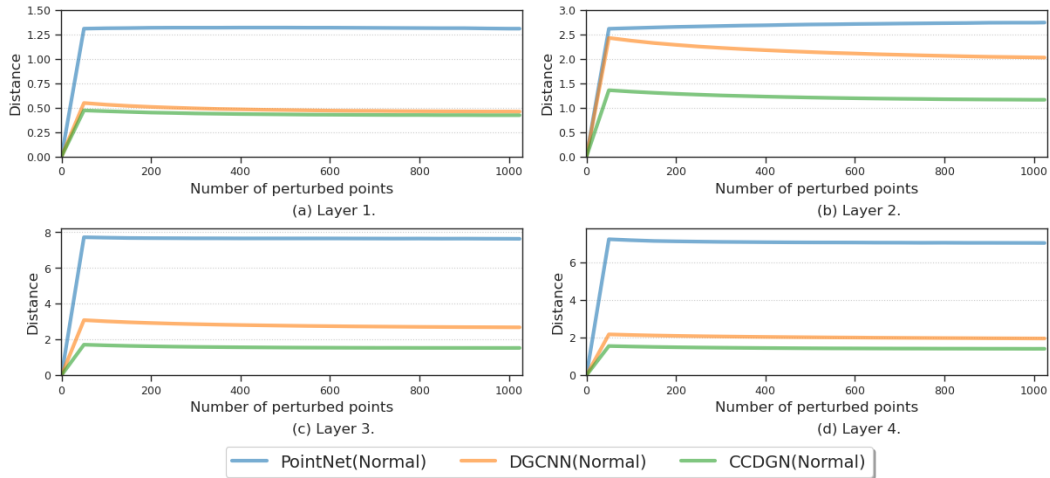 1.50
1.25
1.00
0.75
0.50
0.25
0.00
Distance
0 200 400 600 800 1000
Number of perturbed points
(a) Layer 1.
3.0
2.5
2.0
1.5
1.0
0.5
0.0
Distance
0 200 400 600 800 1000
Number of perturbed points
(b) Layer 2.
8
6
4
2
0
Distance
0 200 400 600 800 1000
Number of perturbed points
(c) Layer 3.
6
4
2
0
Distance
0 200 400 600 800 1000
Number of perturbed points
(d) Layer 4.
PointNet(Normal) DGCNN(Normal) CCDGN(Normal)